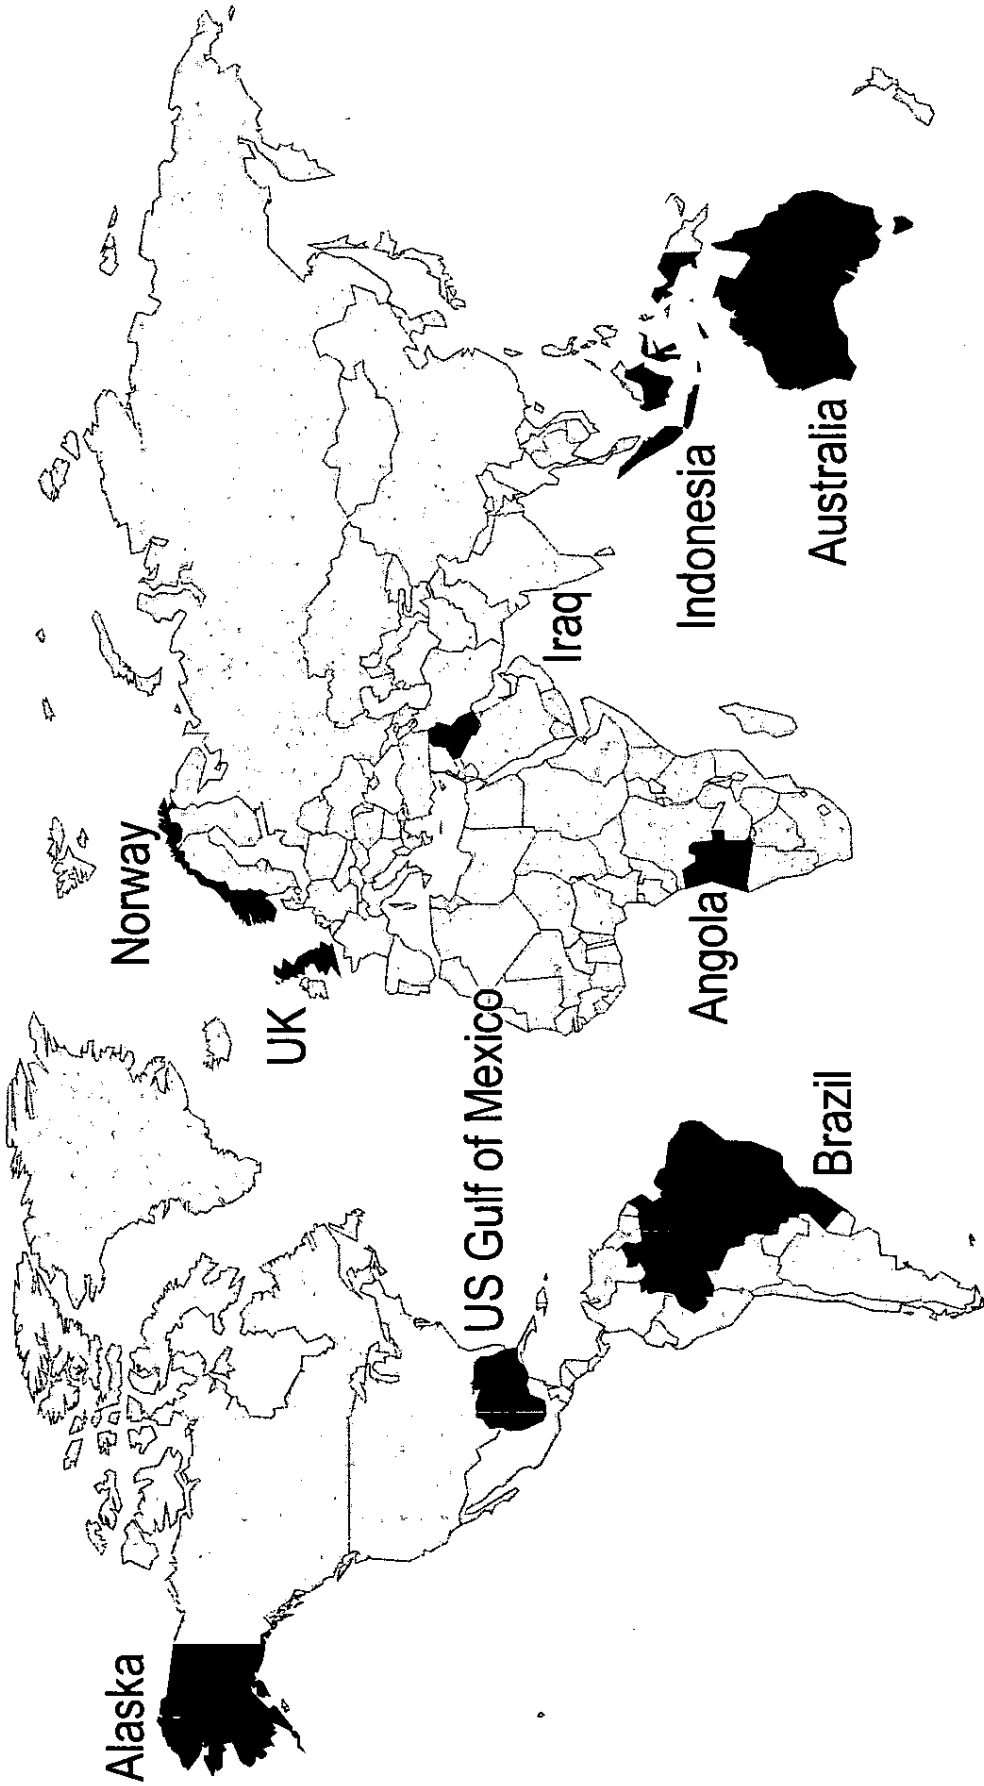 Alaska
Norway
UK
US Gulf of Mexico
Iraq
Indonesia
Angola
Brazil
Australia